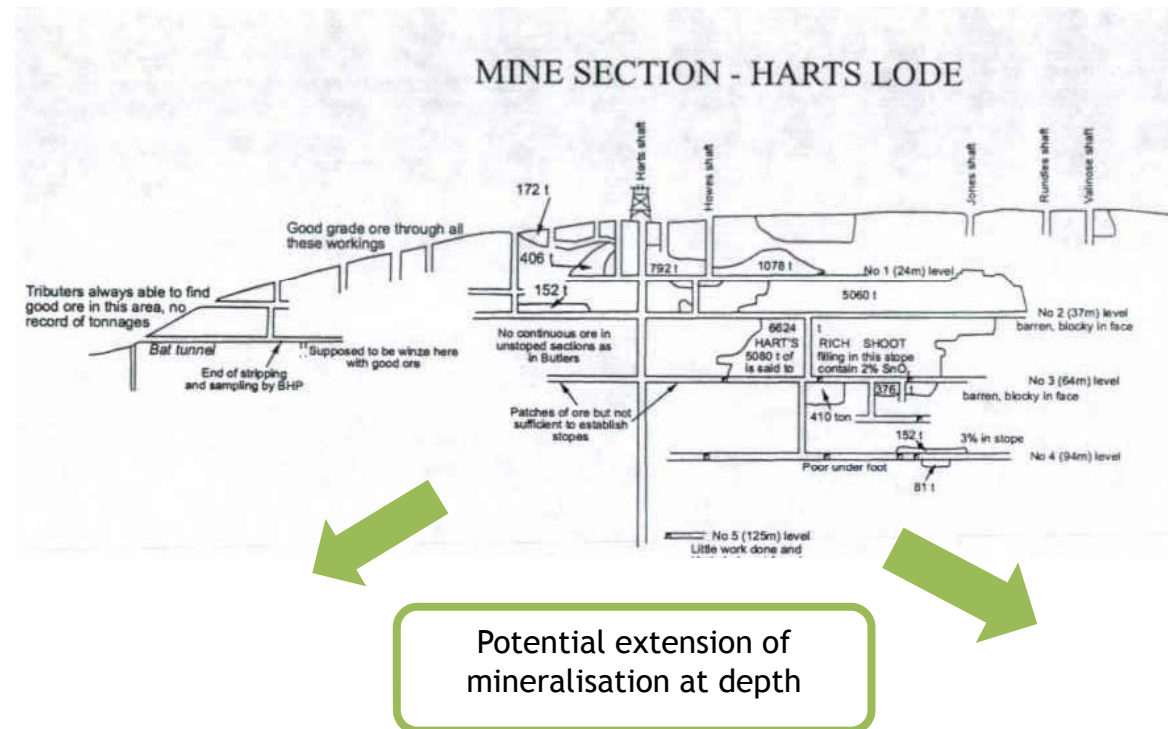 MINE SECTION - HARTS LODE
Harts shaft
Howes shaft
Jones shaft
Rundles shaft
Vailnose shaft
172 t
Good grade ore through all
these workings
406 t
792 t
1078 t
No 1 (24m) level
Tributers always able to find
good ore in this area, no
record of tonnages
152 t
5060 t
No 2 (37m) level
barren, blocky in face
Bat tunnel
End of stripping
and sampling by BHP
Supposed to be winze here
with good ore
No continuous ore in
unstoped sections as
in Butlers
6624 t
HART'S RICH SHOOT
5080 t of filling in this stope
is said to contain 2% SnO
No 3 (64m) level
barren, blocky in face
376 t
Patches of ore but not
sufficient to establish
stopes
410 ton
152 t
3% in stope
No 4 (94m) level
Poor under foot
81 t
No 5 (125m) level
Little work done and
Potential extension of
mineralisation at depth